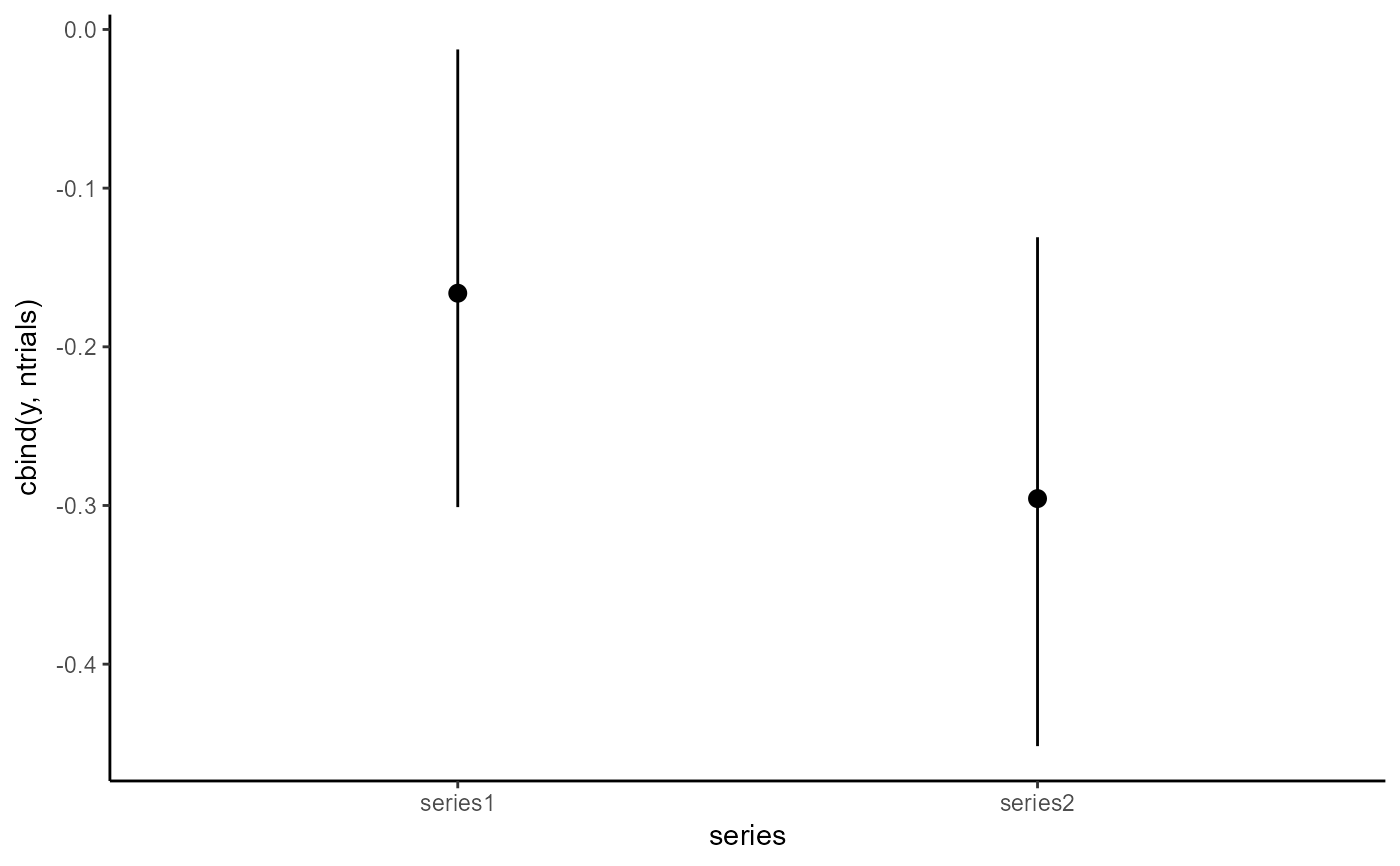 0.0
-0.1
-0.2
-0.3
-0.4
cbind(y, ntrials)
series1
series2
series